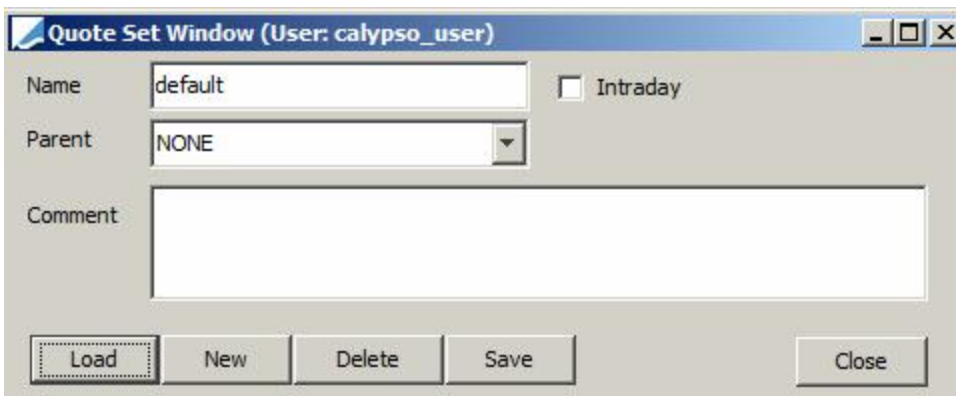 Quote Set Window (User: calypso_user)
Name default Intraday
Parent NONE
Comment
Load New Delete Save Close